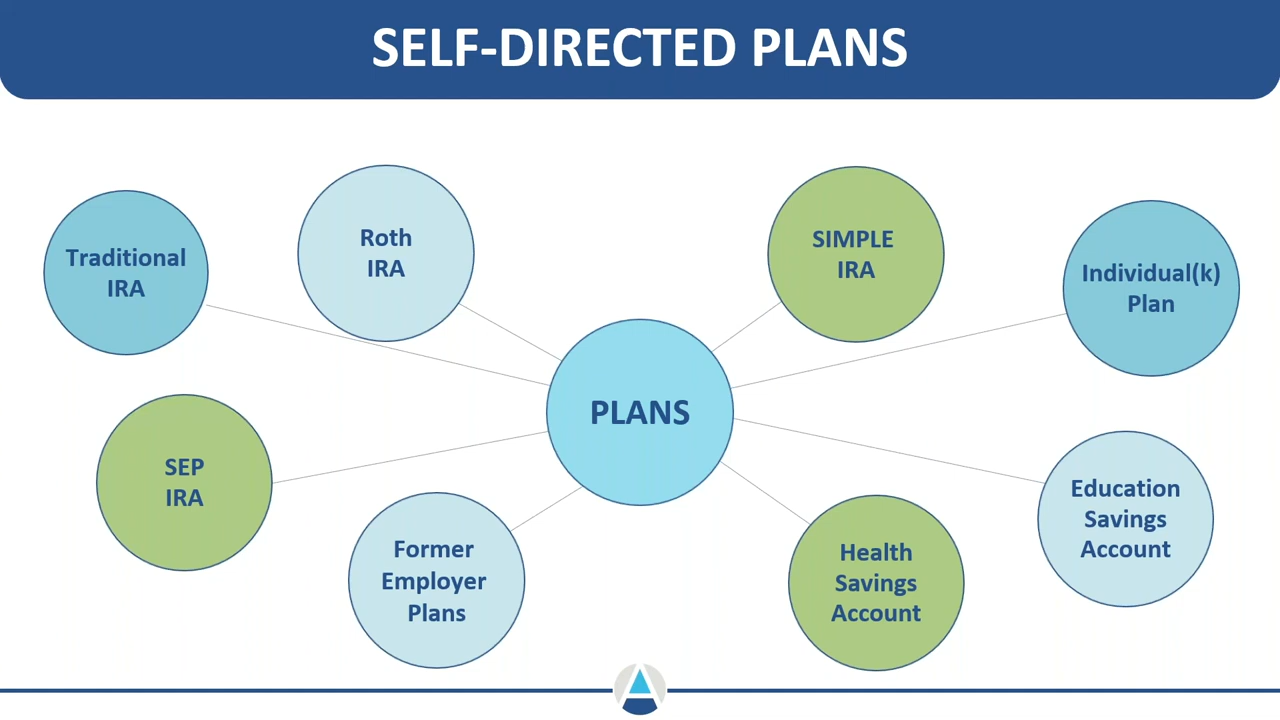 SELF-DIRECTED PLANS
Traditional
IRA
Roth
IRA
SIMPLE
IRA
Individual(k)
Plan
PLANS
SEP
IRA
Former
Employer
Plans
Health
Savings
Account
Education
Savings
Account